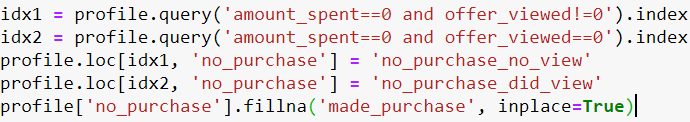 idx1 = profile.query('amount_spent==0 and offer_viewed!=0').index
idx2 = profile.query('amount_spent==0 and offer_viewed==0').index
profile.loc[idx1, 'no_purchase'] = 'no_purchase_no_view'
profile.loc[idx2, 'no_purchase'] = 'no_purchase_did_view'
profile['no_purchase'].fillna('made_purchase', inplace=True)